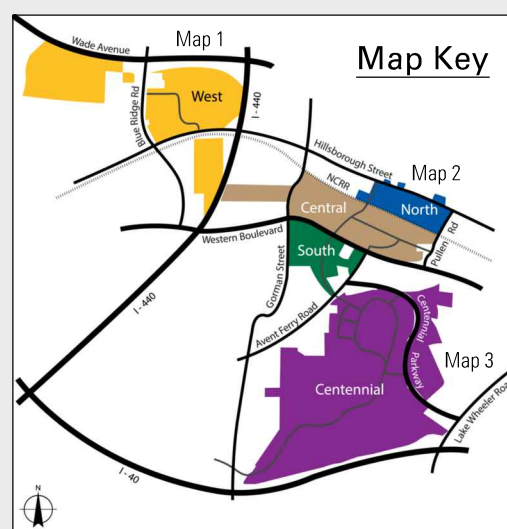 Map Key
Map 1
Wade Avenue
West
Blue Ridge Rd
I-440
Hillsborough Street
Map 2
NCRR
Central
North
Western Boulevard
South
Pullen Rd
Gorman Street
I-440
Avent Ferry Road
Centennial Parkway
Map 3
Centennial
Lake Wheeler Roa
I-40
N